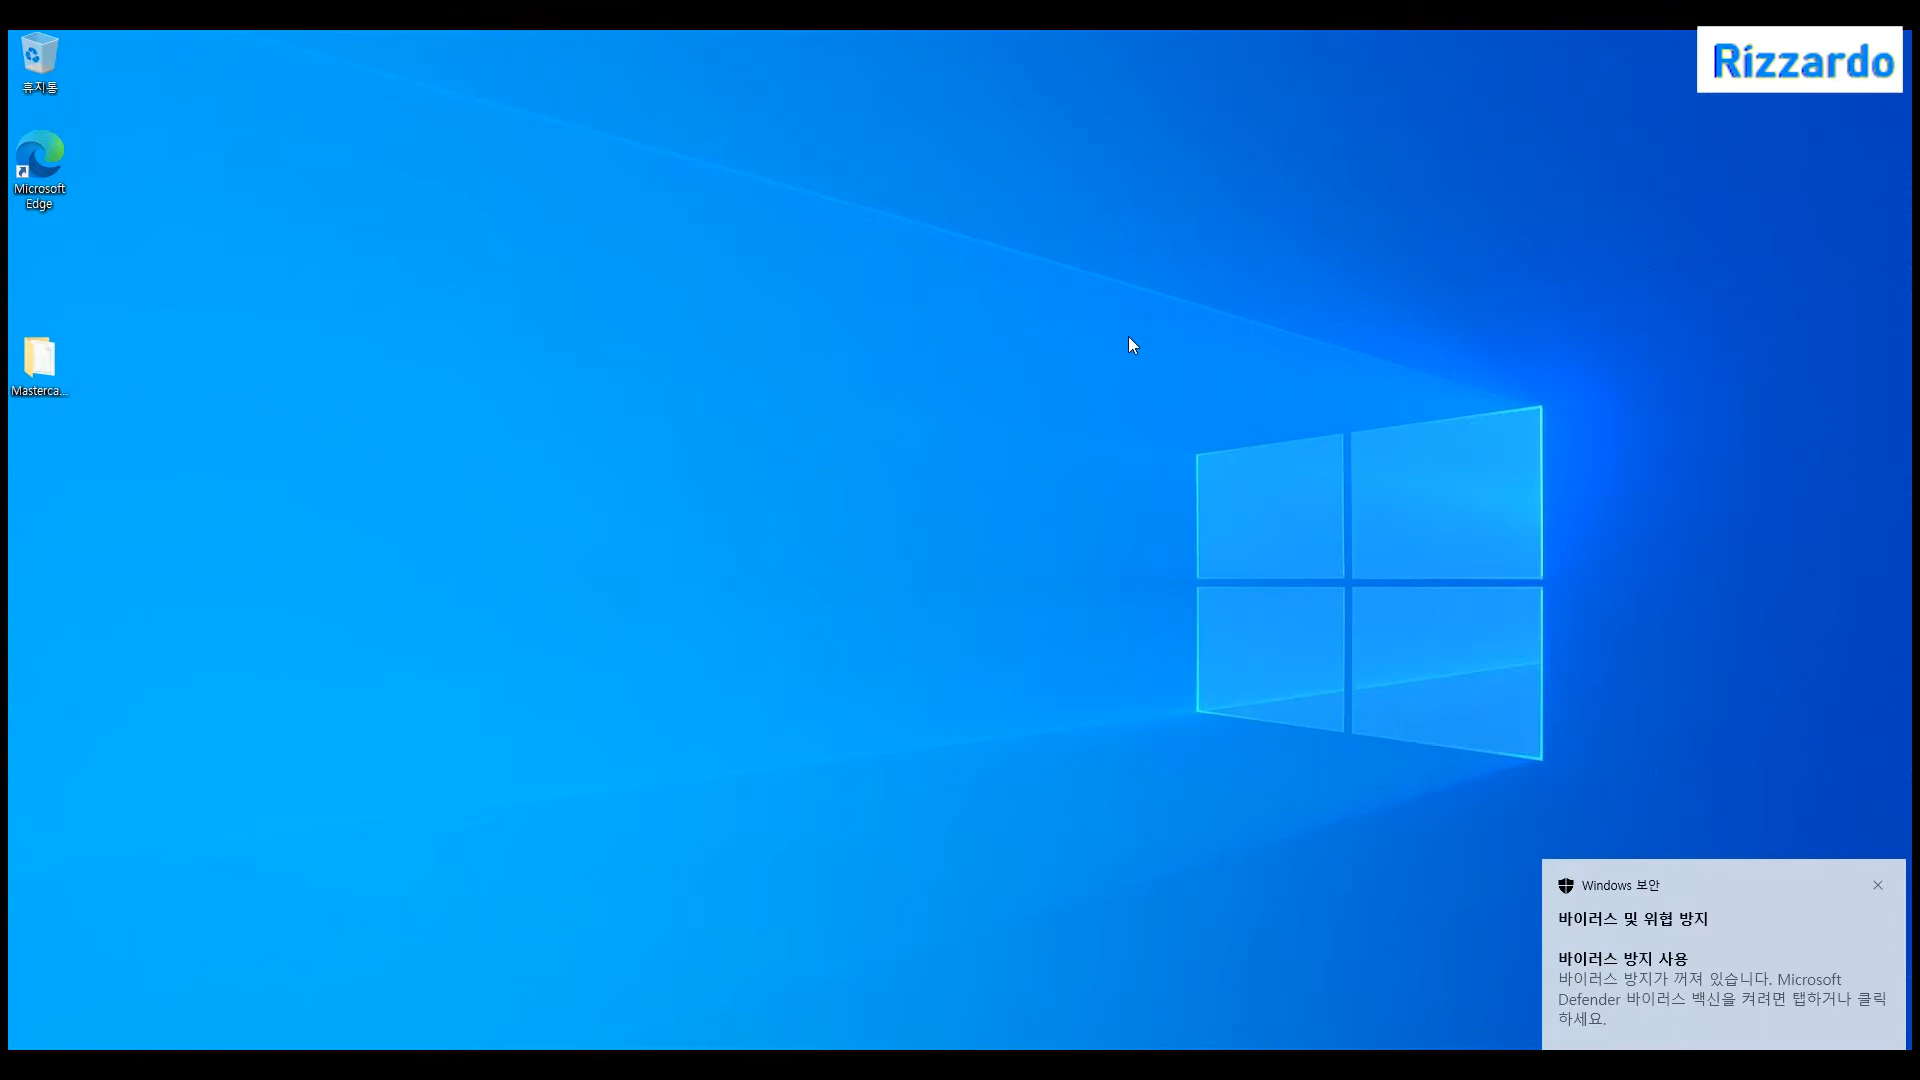 휴지통
Microsoft
Edge
Masterca...
Rizzardo
Windows 보안
바이러스 및 위협 방지
바이러스 방지 사용
바이러스 방지가 꺼져 있습니다. Microsoft
Defender 바이러스 백신을 켜려면 탭하거나 클릭
하세요.